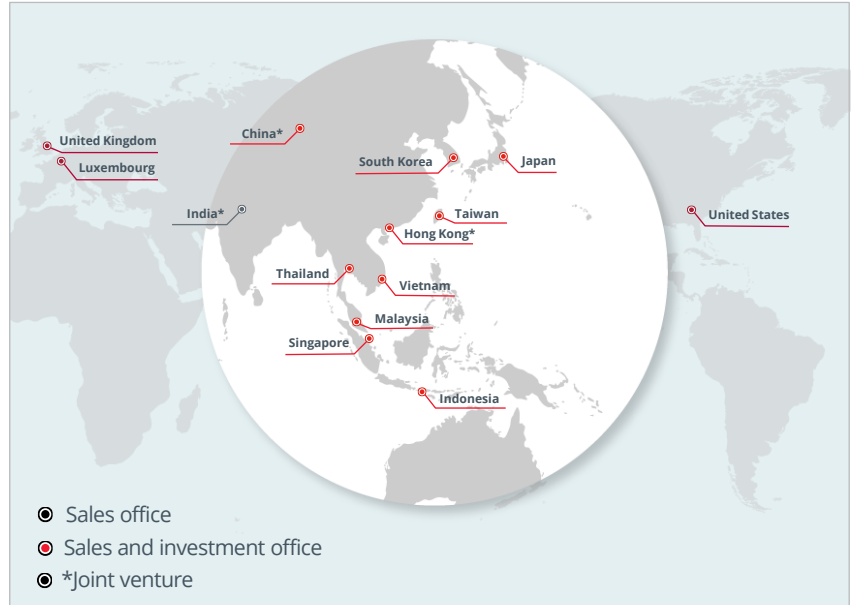 United Kingdom
Luxembourg
China*
South Korea
Japan
India*
Taiwan
Hong Kong*
United States
Thailand
Vietnam
Malaysia
Singapore
Indonesia
Sales office
Sales and investment office
*Joint venture